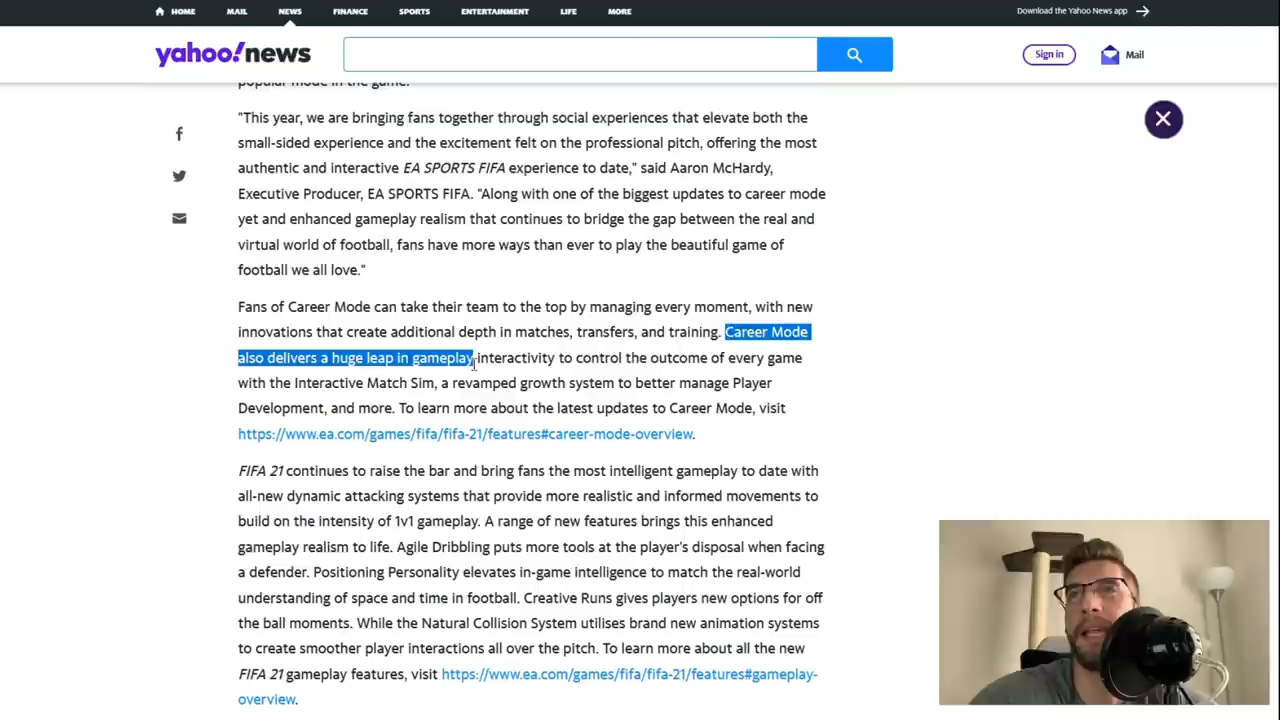 HOME MAIL NEWS FINANCE SPORTS ENTERTAINMENT LIFE MORE Download the Yahoo News app
yahoo!news Sign in Mail
popular mode in the game.
"This year, we are bringing fans together through social experiences that elevate both the
small-sided experience and the excitement felt on the professional pitch, offering the most
authentic and interactive EA SPORTS FIFA experience to date," said Aaron McHardy,
Executive Producer, EA SPORTS FIFA. "Along with one of the biggest updates to career mode
yet and enhanced gameplay realism that continues to bridge the gap between the real and
virtual world of football, fans have more ways than ever to play the beautiful game of
football we all love."
Fans of Career Mode can take their team to the top by managing every moment, with new
innovations that create additional depth in matches, transfers, and training. Career Mode
also delivers a huge leap in gameplay interactivity to control the outcome of every game
with the Interactive Match Sim, a revamped growth system to better manage Player
Development, and more. To learn more about the latest updates to Career Mode, visit
https://www.ea.com/games/fifa/fifa-21/features#career-mode-overview.
FIFA 21 continues to raise the bar and bring fans the most intelligent gameplay to date with
all-new dynamic attacking systems that provide more realistic and informed movements to
build on the intensity of 1v1 gameplay. A range of new features brings this enhanced
gameplay realism to life. Agile Dribbling puts more tools at the player's disposal when facing
a defender. Positioning Personality elevates in-game intelligence to match the real-world
understanding of space and time in football. Creative Runs gives players new options for off
the ball moments. While the Natural Collision System utilises brand new animation systems
to create smoother player interactions all over the pitch. To learn more about all the new
FIFA 21 gameplay features, visit https://www.ea.com/games/fifa/fifa-21/features#gameplay-
overview.